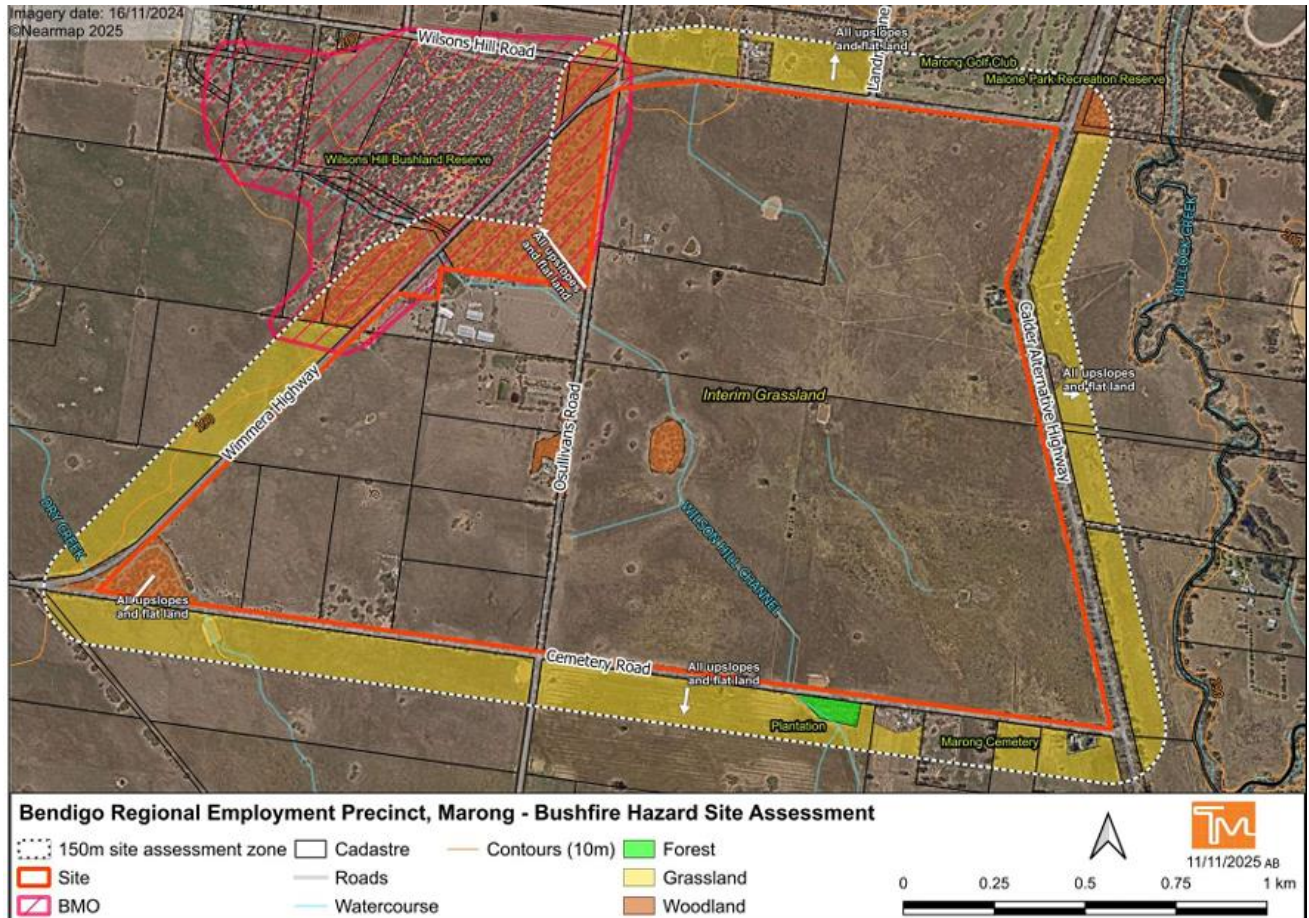 Imagery date: 16/11/2024
©Nearmap 2025
Wilsons Hill Road
All upslopes
and flat land
Marong Golf Club
Malone Park Recreation Reserve
Wilsons Hill Bushland Reserve
All upslopes
and flat land
BULLOCK CREEK
Calder Alternative Highway
All upslopes
and flat land
Interim Grassland
Wimmera Highway
Osullivans Road
DRY CREEK
WILSON HILL CHANNEL
All upslopes
and flat land
Cemetery Road
All upslopes
and flat land
Plantation
Marong Cemetery
Bendigo Regional Employment Precinct, Marong - Bushfire Hazard Site Assessment
150m site assessment zone
Cadastre
Contours (10m)
Forest
Site
Roads
Grassland
BMO
Watercourse
Woodland
TM
11/11/2025 AB
0 0.25 0.5 0.75 1 km